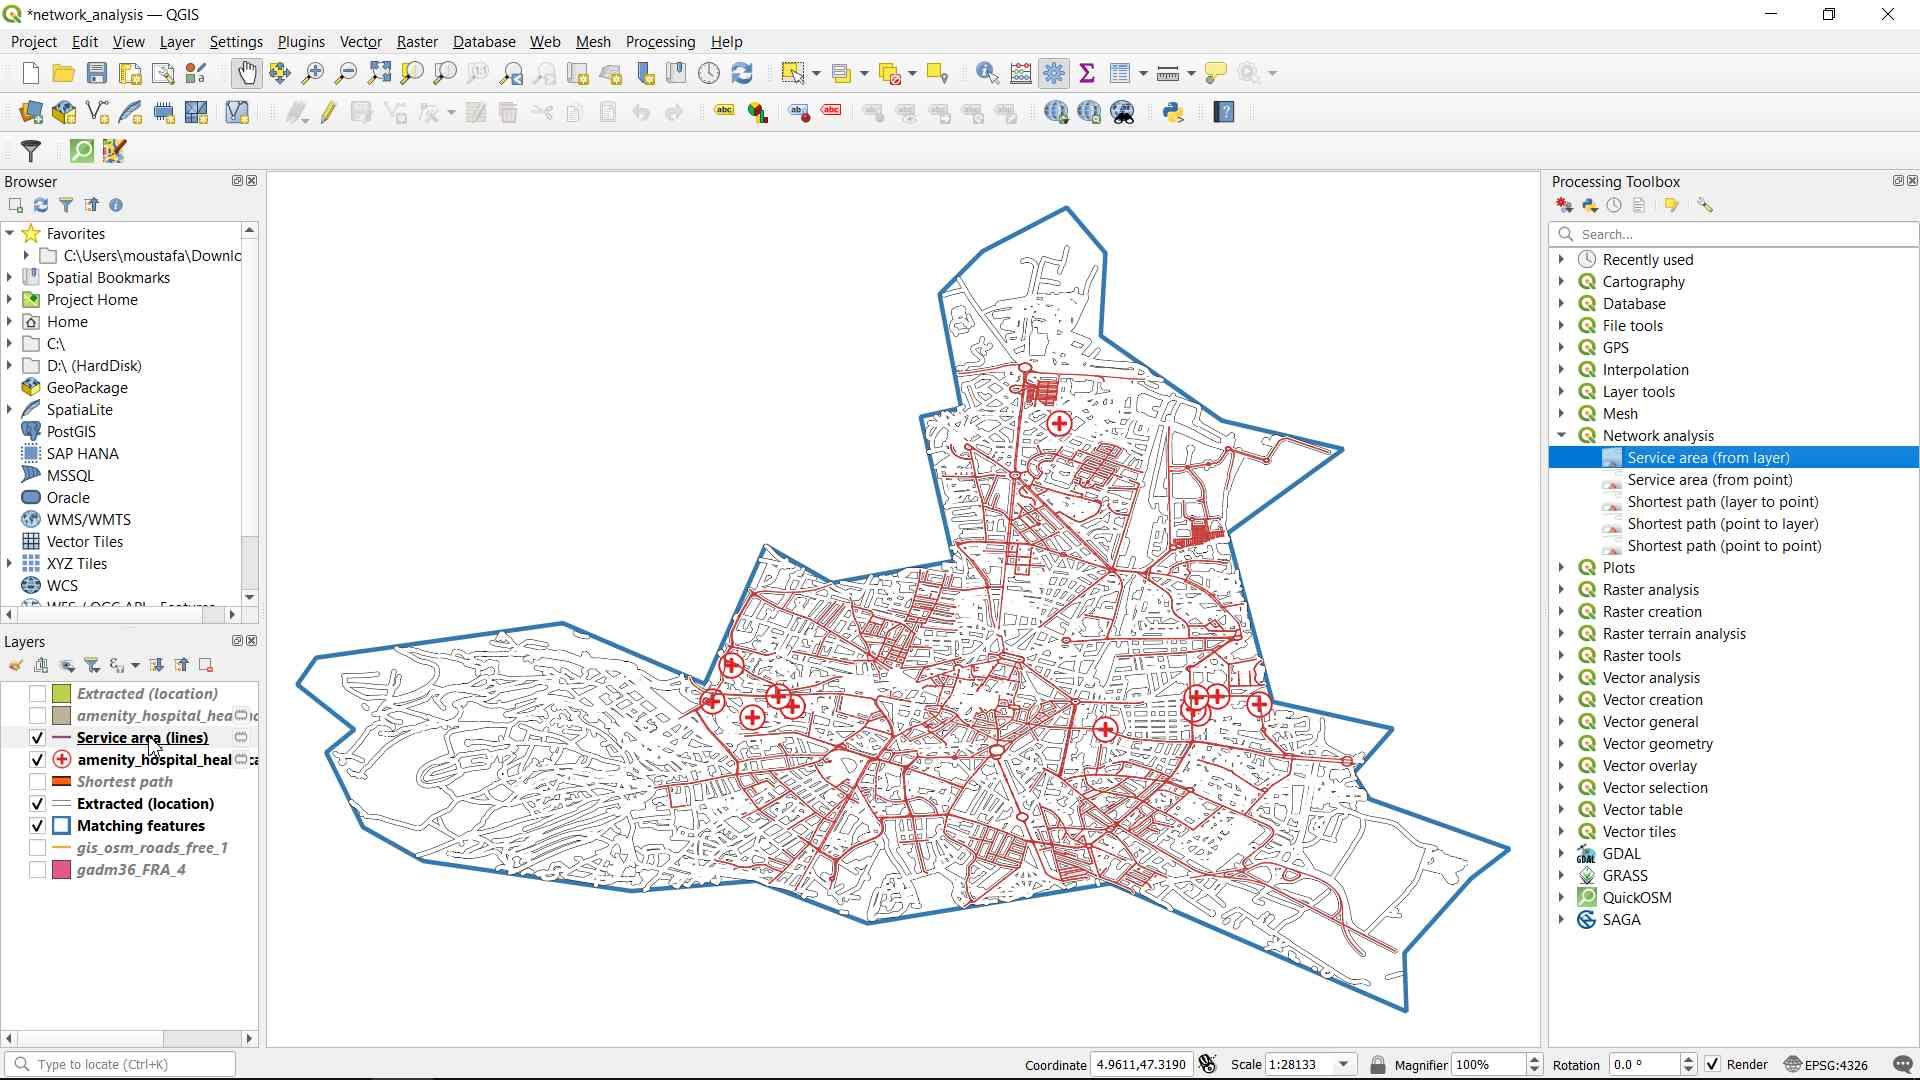 *network_analysis — QGIS
Project Edit View Layer Settings Plugins Vector Raster Database Web Mesh Processing Help
Browser
Favorites
C:\Users\moustafa\Downlc
Spatial Bookmarks
Project Home
Home
C:\
D:\ (HardDisk)
GeoPackage
SpatiaLite
PostGIS
SAP HANA
MSSQL
Oracle
WMS/WMTS
Vector Tiles
XYZ Tiles
WCS
Layers
Extracted (location)
amenity_hospital_hea
Service area (lines)
amenity_hospital_heal
Shortest path
Extracted (location)
Matching features
gis_osm_roads_free_1
gadm36_FRA_4
Processing Toolbox
Search...
Recently used
Cartography
Database
File tools
GPS
Interpolation
Layer tools
Mesh
Network analysis
Service area (from layer)
Service area (from point)
Shortest path (layer to point)
Shortest path (point to layer)
Shortest path (point to point)
Plots
Raster analysis
Raster creation
Raster terrain analysis
Raster tools
Vector analysis
Vector creation
Vector general
Vector geometry
Vector overlay
Vector selection
Vector table
Vector tiles
GDAL
GRASS
QuickOSM
SAGA
Type to locate (Ctrl+K) Coordinate 4.9611,47.3190 Scale 1:28133 Magnifier 100% Rotation 0.0 ° Render EPSG:4326